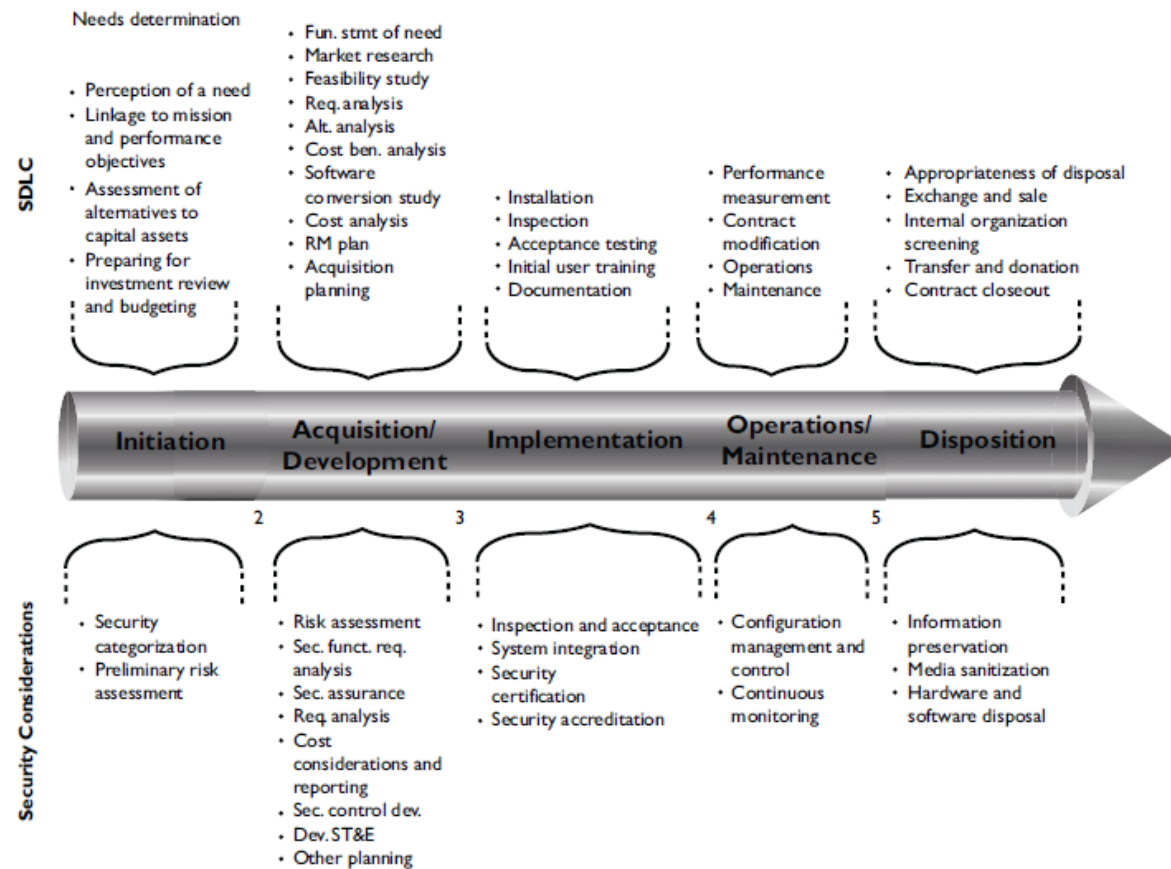 Needs determination
SDLC
• Perception of a need
• Linkage to mission
and performance
objectives
• Assessment of
alternatives to
capital assets
• Preparing for
investment review
and budgeting
• Fun. stmt of need
• Market research
• Feasibility study
• Req. analysis
• Alt. analysis
• Cost ben. analysis
• Software
conversion study
• Cost analysis
• RM plan
• Acquisition
planning
• Installation
• Inspection
• Acceptance testing
• Initial user training
• Documentation
• Performance
measurement
• Contract
modification
• Operations
• Maintenance
• Appropriateness of disposal
• Exchange and sale
• Internal organization
screening
• Transfer and donation
• Contract closeout
Initiation
Acquisition/
Development
Implementation
Operations/
Maintenance
Disposition
2
3
4
5
Security Considerations
• Security
categorization
• Preliminary risk
assessment
• Risk assessment
• Sec. funct. req.
analysis
• Sec. assurance
• Req. analysis
• Cost
considerations and
reporting
• Sec. control dev.
• Dev. ST&E
• Other planning
• Inspection and acceptance
• System integration
• Security
certification
• Security accreditation
• Configuration
management and
control
• Continuous
monitoring
• Information
preservation
• Media sanitization
• Hardware and
software disposal